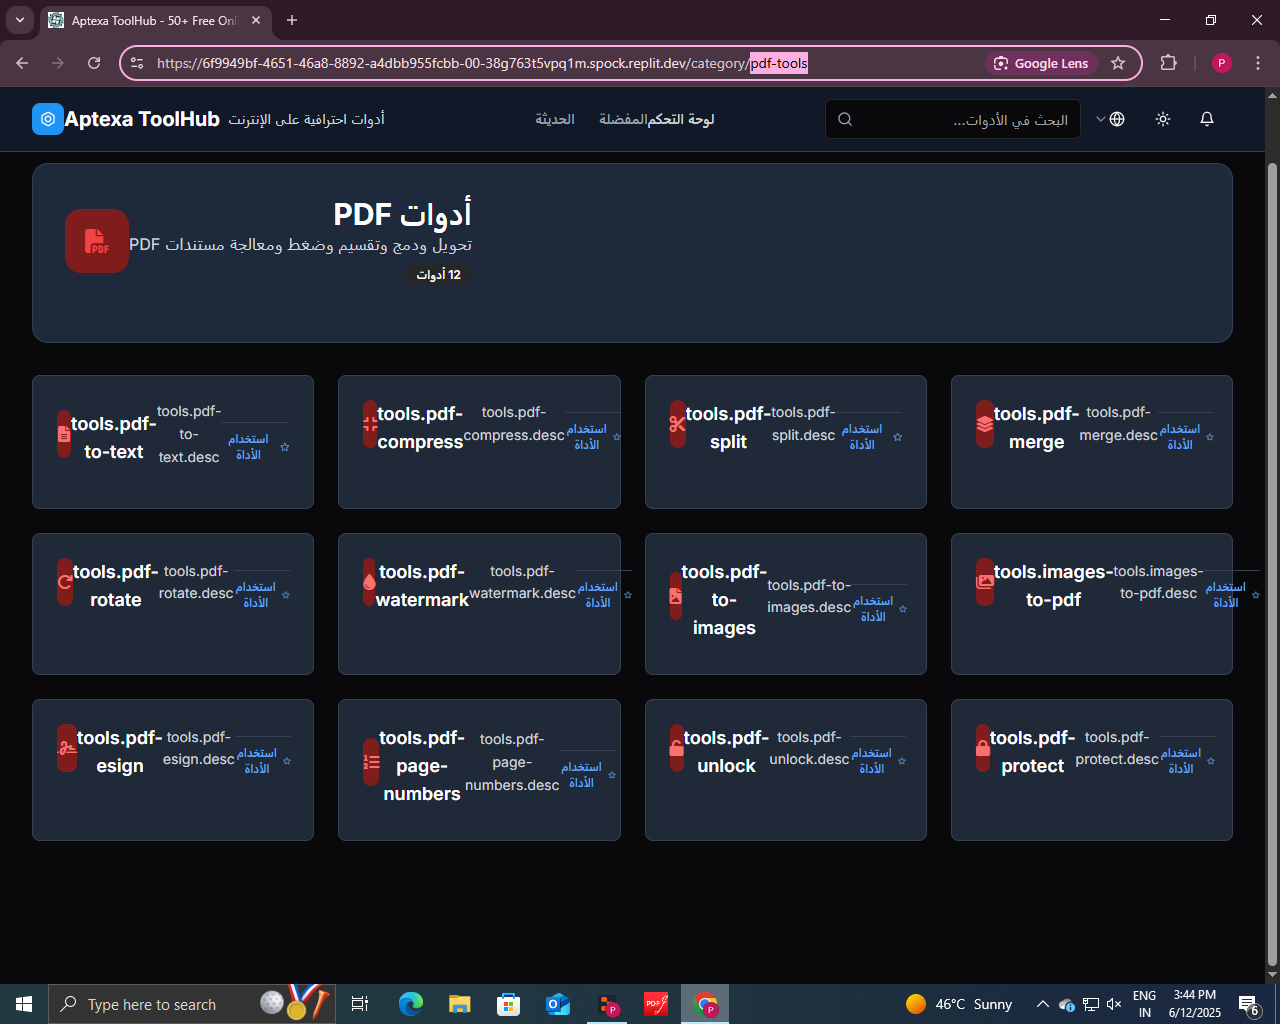 Aptexa ToolHub - 50+ Free Onl
https://6f9949bf-4651-46a8-8892-a4dbb955fcbb-00-38g763t5vpq1m.spock.replit.dev/category/pdf-tools
Google Lens
P
Aptexa ToolHub
أدوات احترافية على الإنترنت
الحديثة
المفضلة
لوحة التحكم
البحث في الأدوات...
أدوات PDF
تحويل ودمج وتقسيم وضغط ومعالجة مستندات PDF
12 أدوات
PDF
tools.pdf-
to-text
tools.pdf-
to-
text.desc
استخدام
الأداة
tools.pdf-
compress
tools.pdf-
compress.desc
استخدام
الأداة
tools.pdf-
split
tools.pdf-
split.desc
استخدام
الأداة
tools.pdf-
merge
tools.pdf-
merge.desc
استخدام
الأداة
tools.pdf-
rotate
tools.pdf-
rotate.desc
استخدام
الأداة
tools.pdf-
watermark
tools.pdf-
watermark.desc
استخدام
الأداة
tools.pdf-
to-
images
tools.pdf-to-
images.desc
استخدام
الأداة
tools.images-
to-pdf
tools.images-
to-pdf.desc
استخدام
الأداة
tools.pdf-
esign
tools.pdf-
esign.desc
استخدام
الأداة
tools.pdf-
page-
numbers
tools.pdf-
page-
numbers.desc
استخدام
الأداة
tools.pdf-
unlock
tools.pdf-
unlock.desc
استخدام
الأداة
tools.pdf-
protect
tools.pdf-
protect.desc
استخدام
الأداة
Type here to search
PDF
P
P
46°C Sunny
ENG
IN
3:44 PM
6/12/2025
6